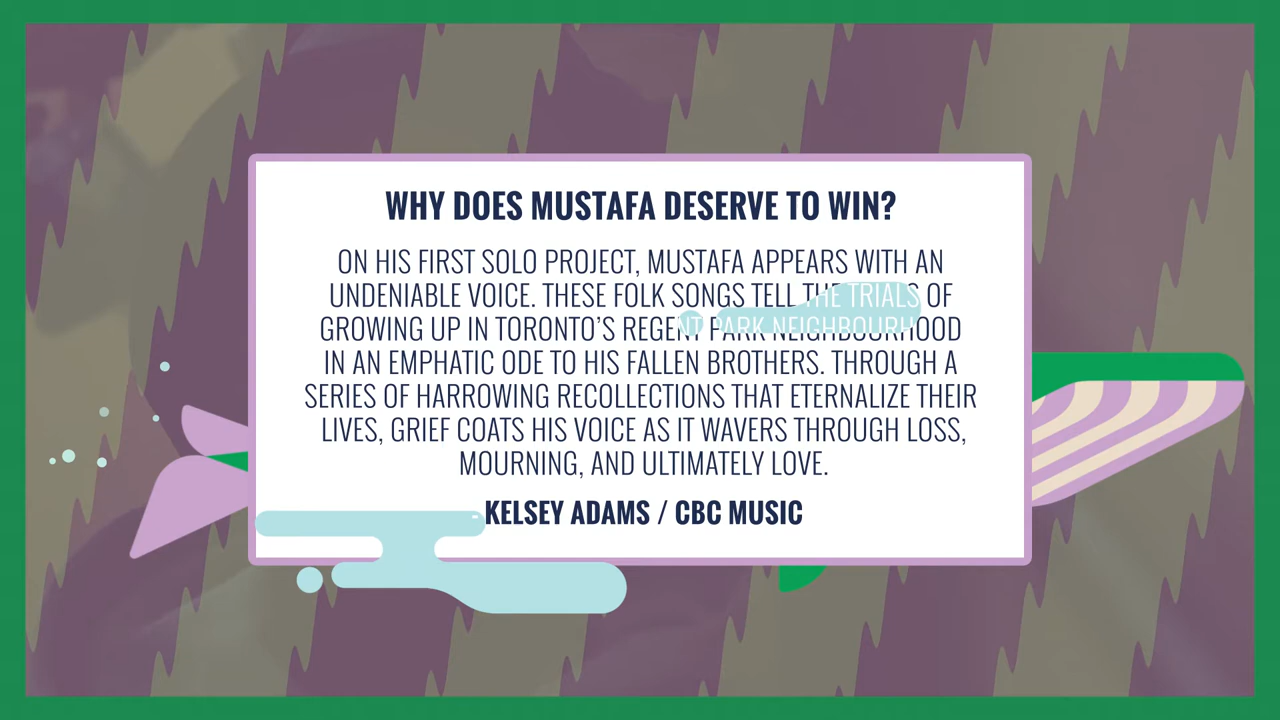 WHY DOES MUSTAFA DESERVE TO WIN?
ON HIS FIRST SOLO PROJECT, MUSTAFA APPEARS WITH AN
UNDENIABLE VOICE. THESE FOLK SONGS TELL THE TRIALS OF
GROWING UP IN TORONTO'S REGENT PARK NEIGHBOURHOOD
IN AN EMPHATIC ODE TO HIS FALLEN BROTHERS. THROUGH A
SERIES OF HARROWING RECOLLECTIONS THAT ETERNALIZE THEIR
LIVES, GRIEF COATS HIS VOICE AS IT WAVERS THROUGH LOSS,
MOURNING, AND ULTIMATELY LOVE.
KELSEY ADAMS / CBC MUSIC